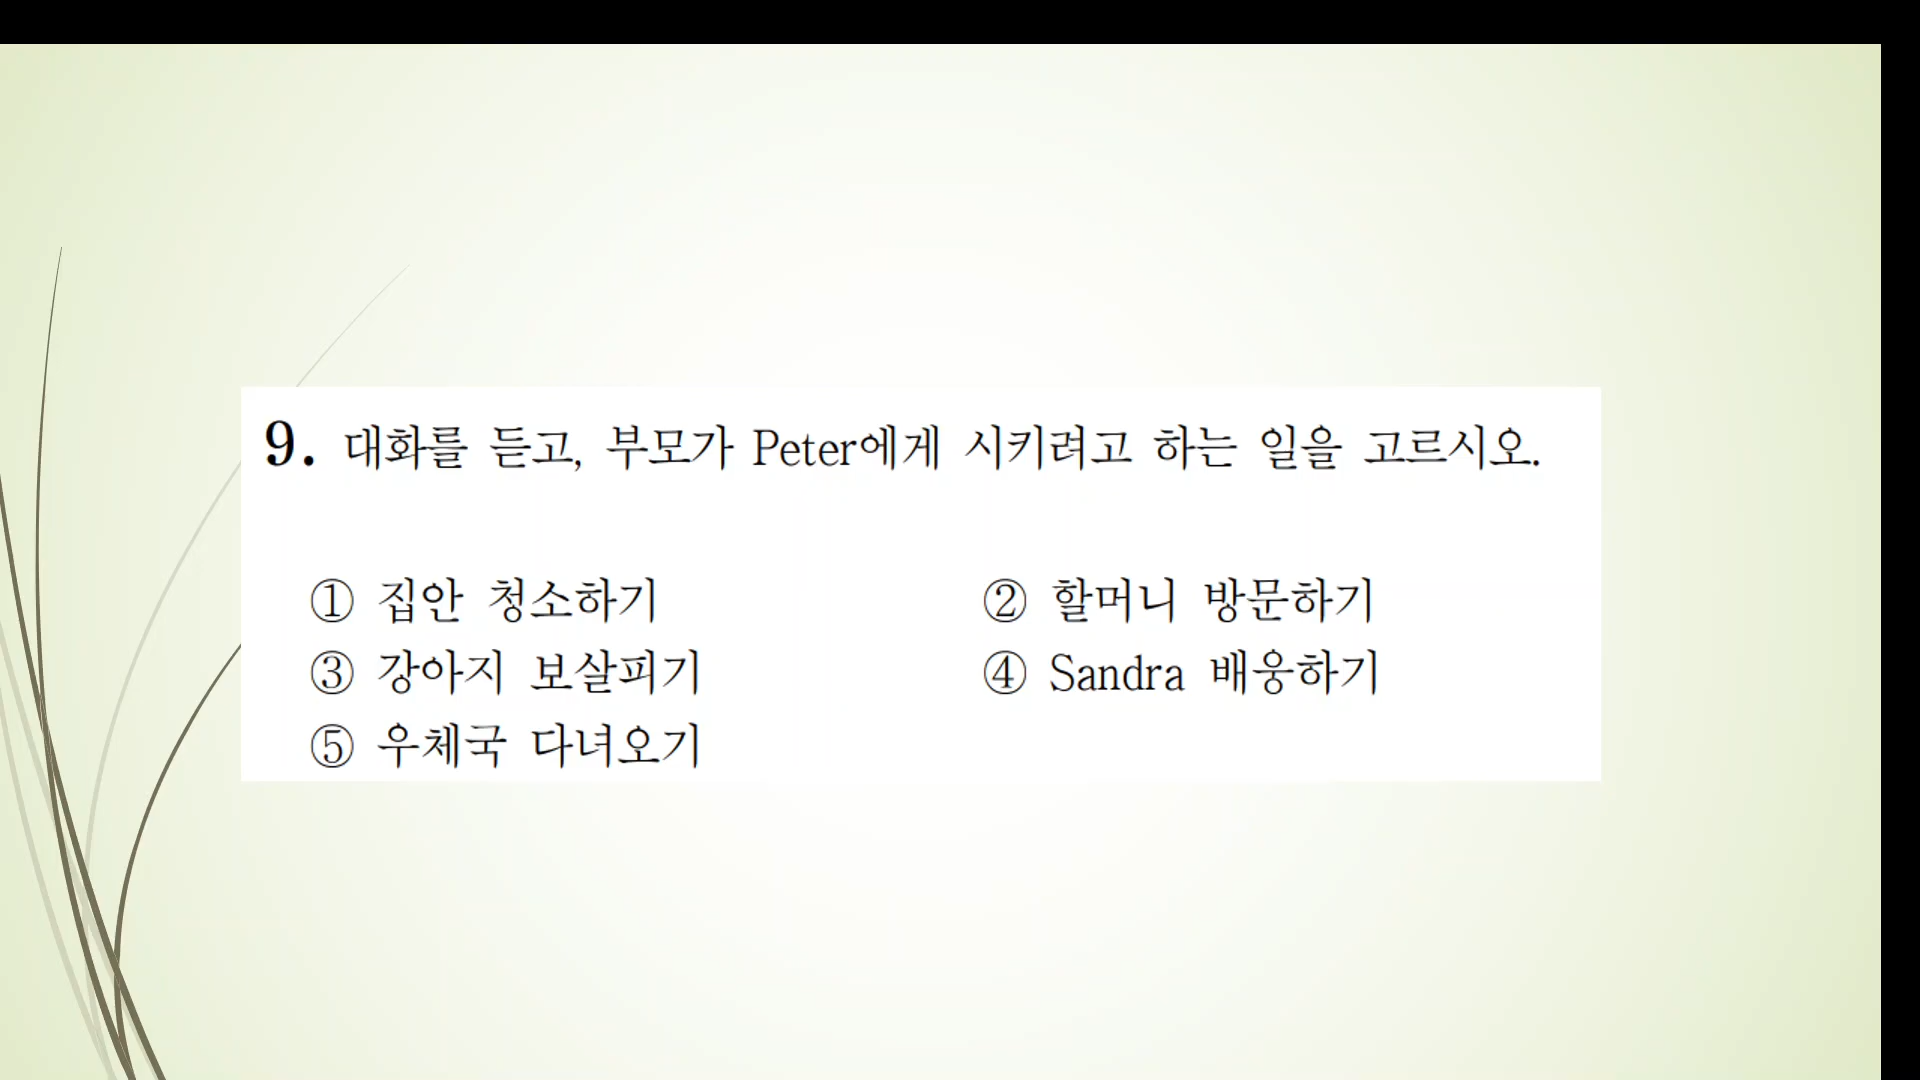 9. 대화를 듣고, 부모가 Peter에게 시키려고 하는 일을 고르시오.
① 집안 청소하기 ② 할머니 방문하기
③ 강아지 보살피기 ④ Sandra 배웅하기
⑤ 우체국 다녀오기